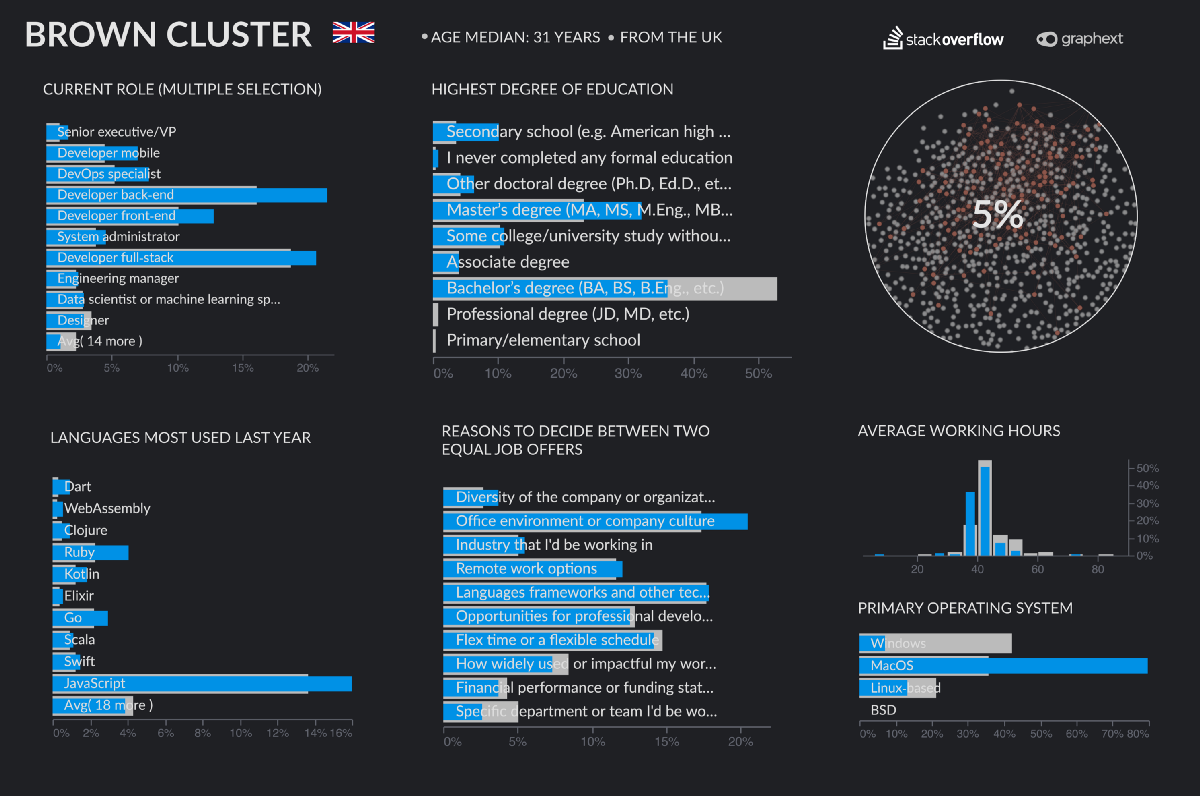 BROWN CLUSTER
• AGE MEDIAN: 31 YEARS • FROM THE UK
stackoverflow
graphext
CURRENT ROLE (MULTIPLE SELECTION)
Senior executive/VP
Developer mobile
DevOps specialist
Developer back-end
Developer front-end
System administrator
Developer full-stack
Engineering manager
Data scientist or machine learning sp...
Designer
Avg( 14 more )
0% 5% 10% 15% 20%
HIGHEST DEGREE OF EDUCATION
Secondary school (e.g. American high ...
I never completed any formal education
Other doctoral degree (Ph.D, Ed.D., et...
Master's degree (MA, MS, M.Eng., MB...
Some college/university study withou...
Associate degree
Bachelor's degree (BA, BS, B.Eng., etc.)
Professional degree (JD, MD, etc.)
Primary/elementary school
0% 10% 20% 30% 40% 50%
5%
LANGUAGES MOST USED LAST YEAR
Dart
WebAssembly
Clojure
Ruby
Kotlin
Elixir
Go
Scala
Swift
JavaScript
Avg( 18 more )
0% 2% 4% 6% 8% 10% 12% 14% 16%
REASONS TO DECIDE BETWEEN TWO
EQUAL JOB OFFERS
Diversity of the company or organizat...
Office environment or company culture
Industry that I'd be working in
Remote work options
Languages frameworks and other tec...
Opportunities for professional develo...
Flex time or a flexible schedule
How widely used or impactful my wor...
Financial performance or funding stat...
Specific department or team I'd be wo...
0% 5% 10% 15% 20%
AVERAGE WORKING HOURS
50%
40%
30%
20%
10%
0%
20 40 60 80
PRIMARY OPERATING SYSTEM
Windows
MacOS
Linux-based
BSD
0% 10% 20% 30% 40% 50% 60% 70% 80%